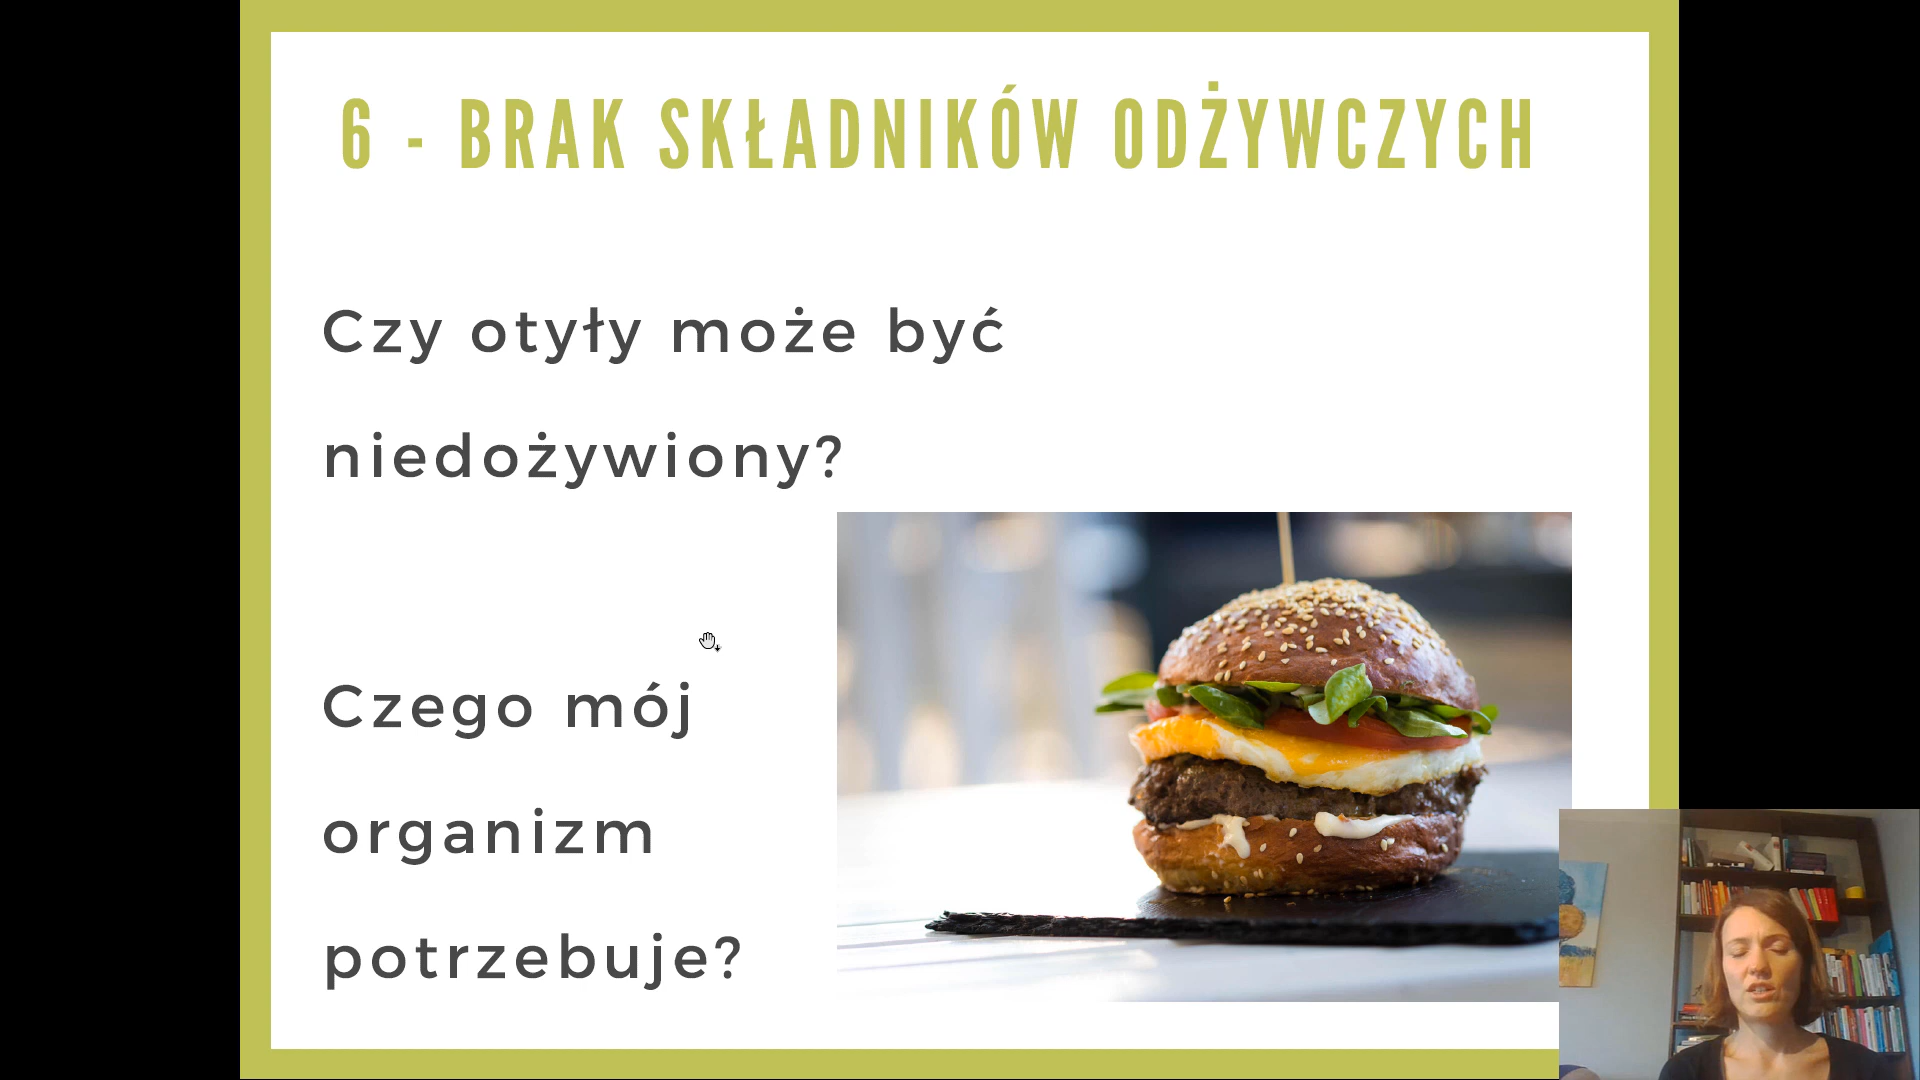 6 - BRAK SKŁADNIKÓW ODŻYWCZYCH
Czy otyły może być
niedożywiony?
Czego mój
organizm
potrzebuje?